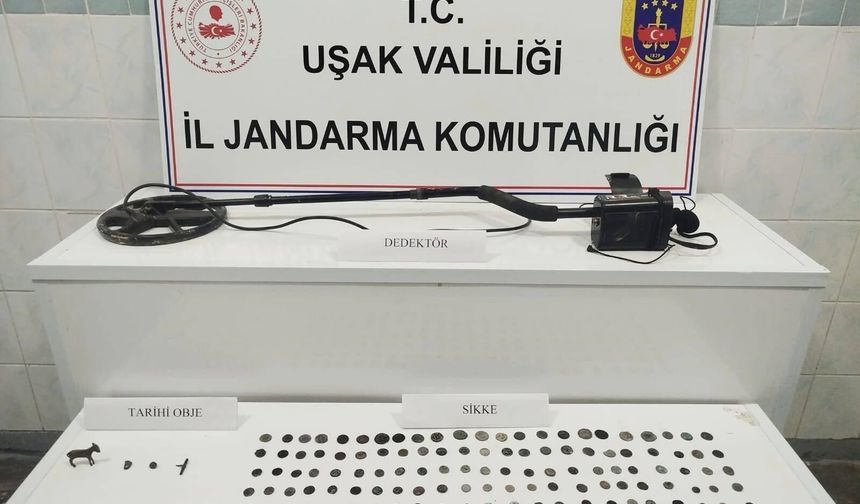 T.C.
UŞAK VALİLİĞİ
İL JANDARMA KOMUTANLIĞI
JANDARMA
DEDEKTÖR
TARİHİ OBJE
SİKKE